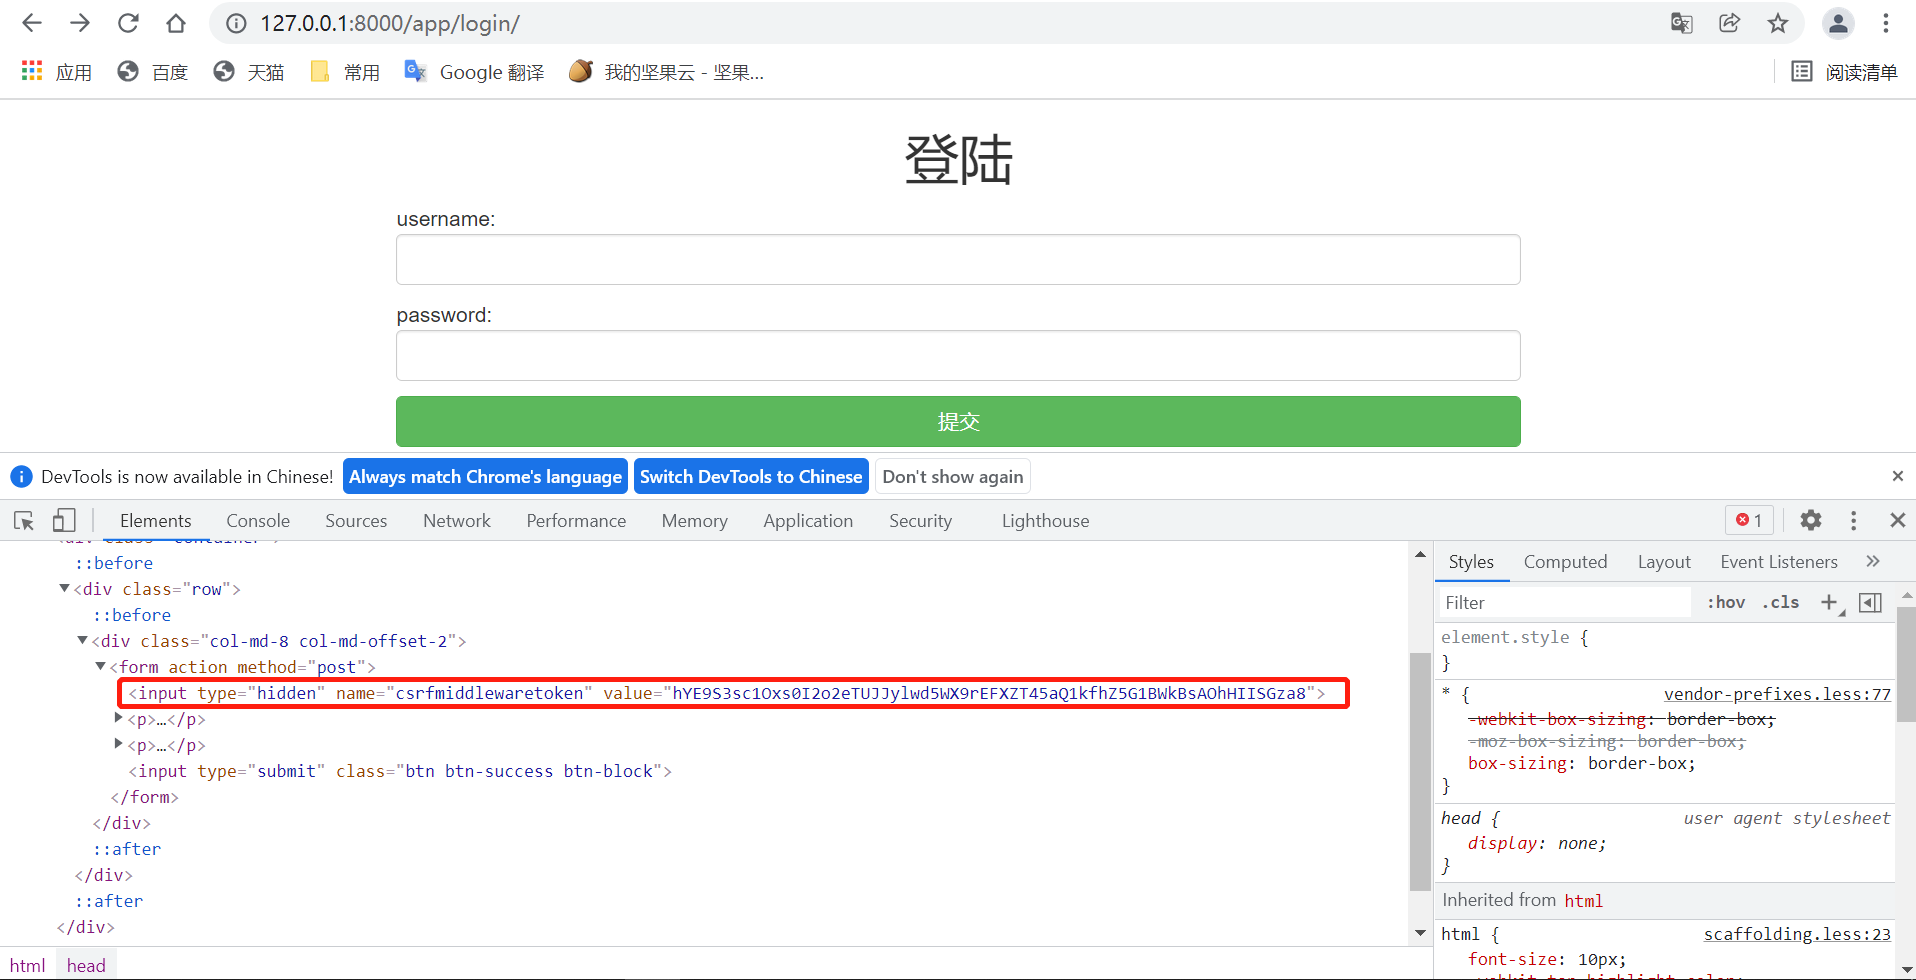 127.0.0.1:8000/app/login/
应用 百度 天猫 常用 Google 翻译 我的坚果云 - 坚果... 阅读清单
登陆
username:
password:
提交
DevTools is now available in Chinese! Always match Chrome's language Switch DevTools to Chinese Don't show again
Elements Console Sources Network Performance Memory Application Security Lighthouse 1
<div class="container">
::before
<div class="row">
::before
<div class="col-md-8 col-md-offset-2">
<form action method="post">
<input type="hidden" name="csrfmiddlewaretoken" value="hYE9S3sc1Oxs0I2o2eTUJJylwd5WX9rEFXZT45aQ1kfhZ5G1BWkBsAOhHIISGza8">
<p>…</p>
<p>…</p>
<input type="submit" class="btn btn-success btn-block">
</form>
</div>
::after
</div>
::after
</div>
html head
Styles Computed Layout Event Listeners
Filter :hov .cls
element.style {
}
* { vendor-prefixes.less:77
-webkit-box-sizing: border-box;
-moz-box-sizing: border-box;
box-sizing: border-box;
}
head { user agent stylesheet
display: none;
}
Inherited from html
html { scaffolding.less:23
font-size: 10px;
-webkit-tap-highlight-color: